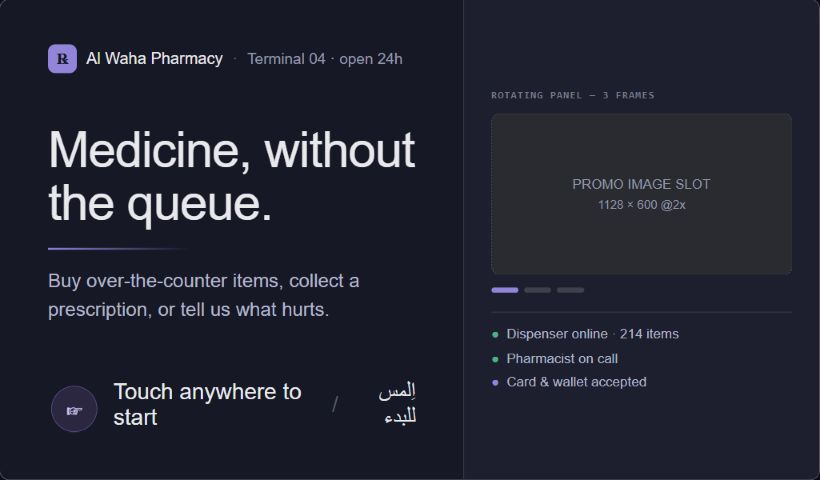 ℞ Al Waha Pharmacy · Terminal 04 · open 24h
Medicine, without
the queue.
Buy over-the-counter items, collect a
prescription, or tell us what hurts.
Touch anywhere to
start
/
اِلمس
للبدء
ROTATING PANEL — 3 FRAMES
PROMO IMAGE SLOT
1128 × 600 @2x
Dispenser online · 214 items
Pharmacist on call
Card & wallet accepted